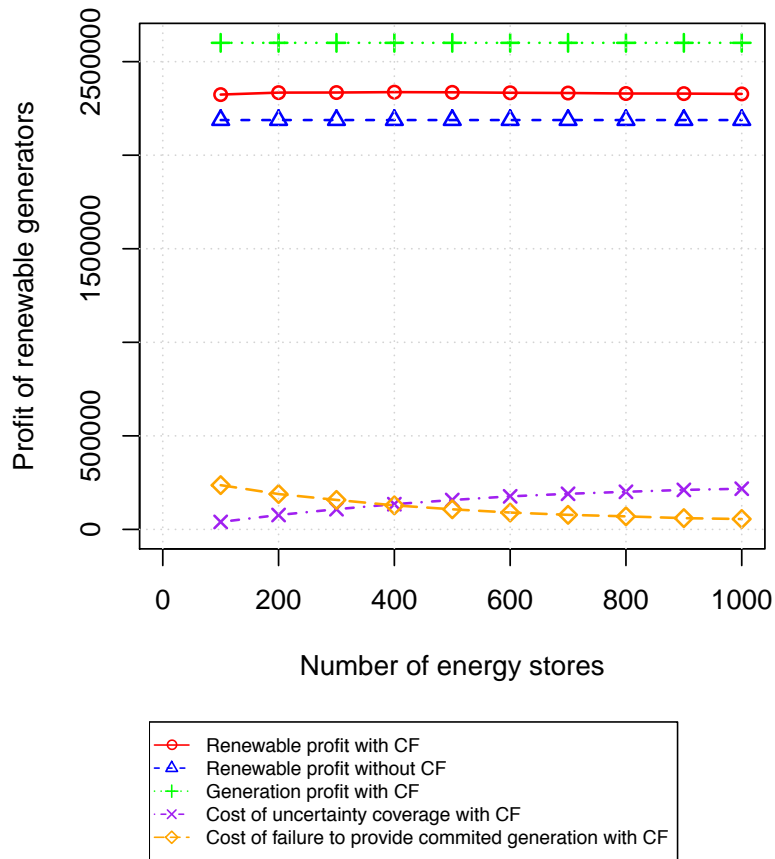 Profit of renewable generators
2500000
1500000
500000
0
0 200 400 600 800 1000
Number of energy stores
Renewable profit with CF
Renewable profit without CF
Generation profit with CF
Cost of uncertainty coverage with CF
Cost of failure to provide commited generation with CF